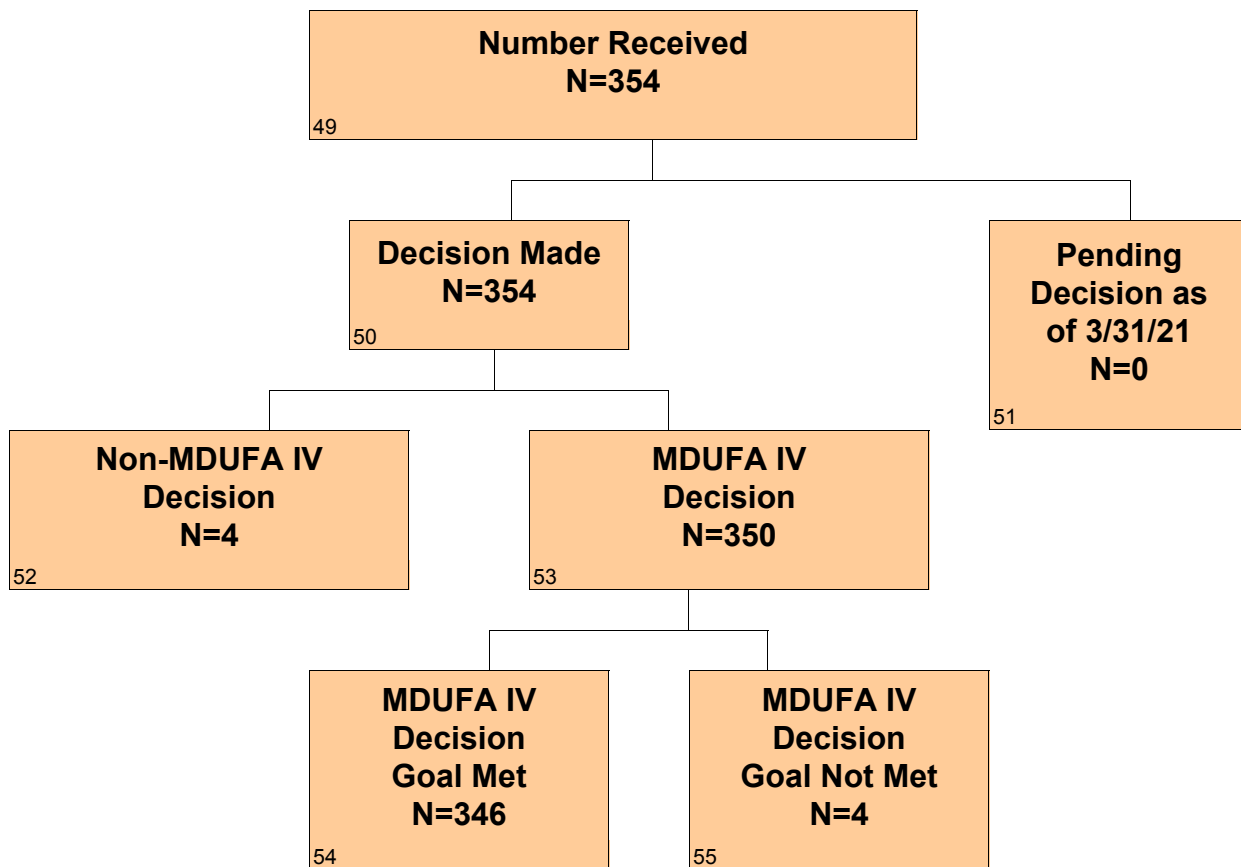 Number Received
N=354
49
Decision Made
N=354
50
Pending
Decision as
of 3/31/21
N=0
51
Non-MDUFA IV
Decision
N=4
52
MDUFA IV
Decision
N=350
53
MDUFA IV
Decision
Goal Met
N=346
54
MDUFA IV
Decision
Goal Not Met
N=4
55